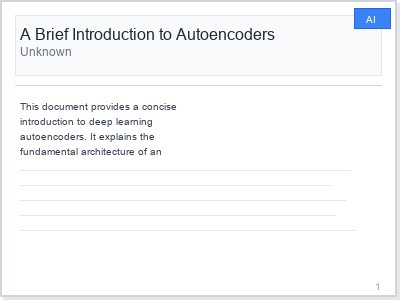 AI
A Brief Introduction to Autoencoders
Unknown
This document provides a concise
introduction to deep learning
autoencoders. It explains the
fundamental architecture of an
1